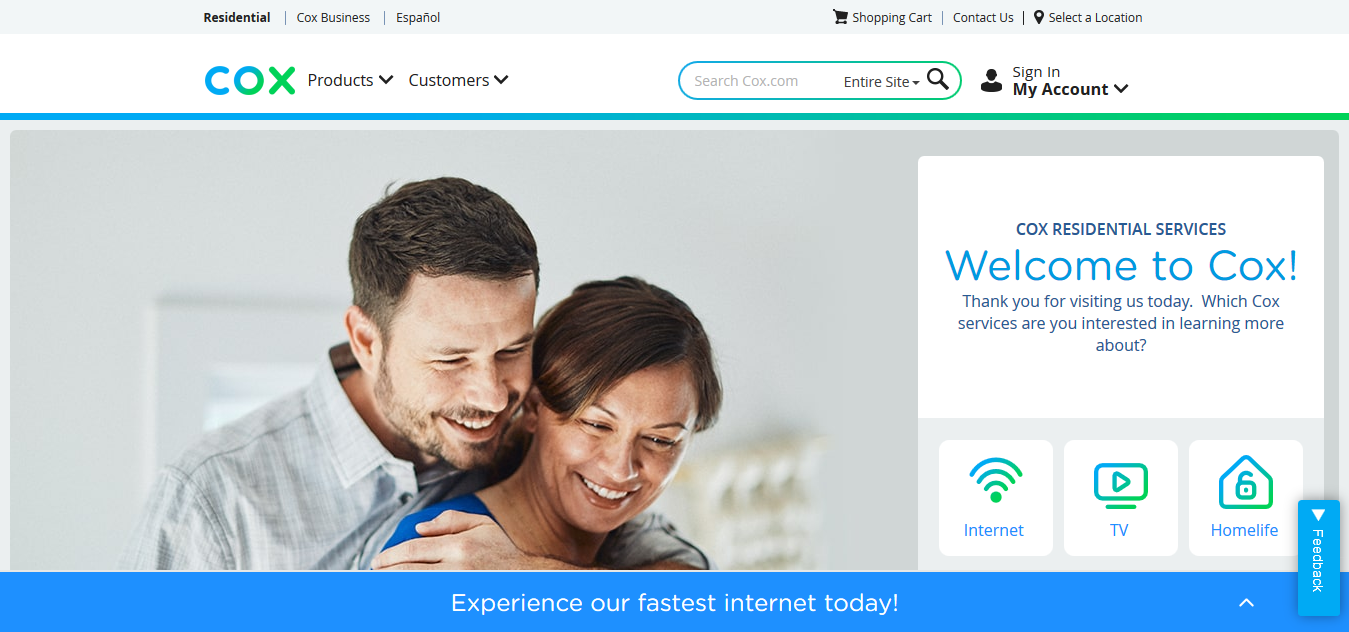 Residential Cox Business Español Shopping Cart Contact Us Select a Location
COX Products Customers Search Cox.com Entire Site Sign In
My Account
COX RESIDENTIAL SERVICES
Welcome to Cox!
Thank you for visiting us today. Which Cox
services are you interested in learning more
about?
Internet TV Homelife
Feedback
Experience our fastest internet today!